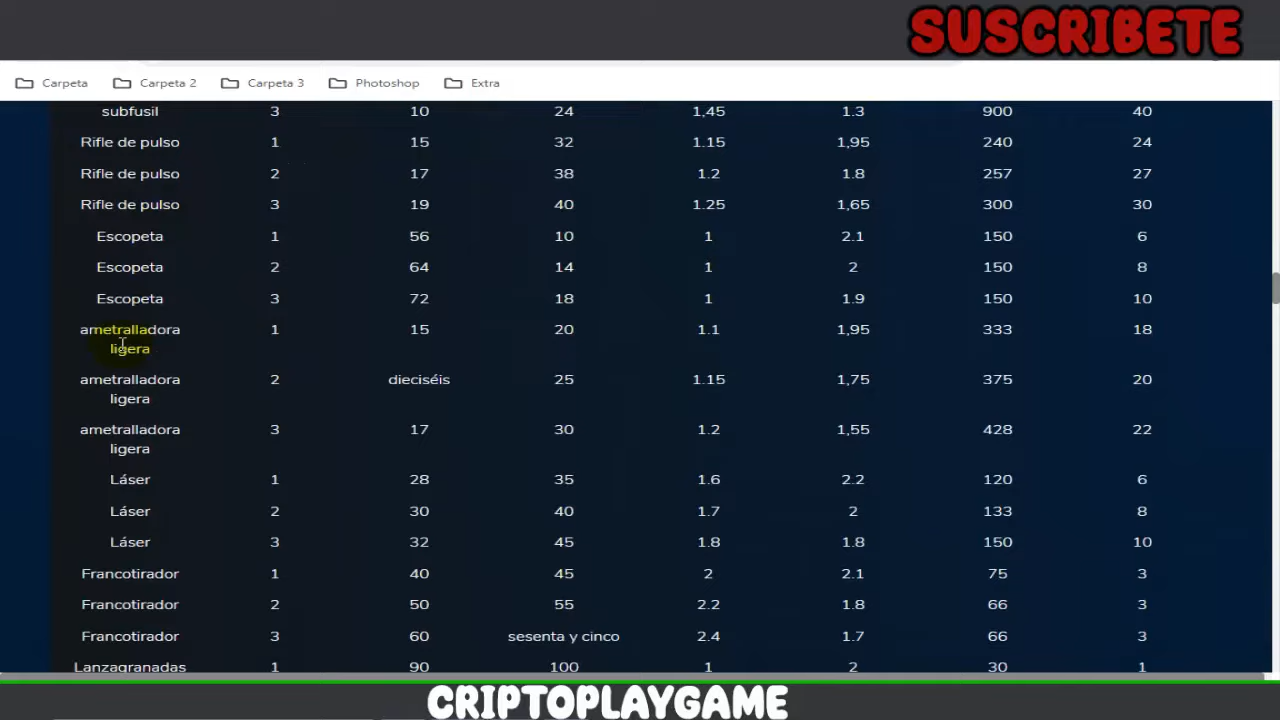 SUSCRIBETE
Carpeta Carpeta 2 Carpeta 3 Photoshop Extra
subfusil 3 10 24 1,45 1.3 900 40
Rifle de pulso 1 15 32 1.15 1,95 240 24
Rifle de pulso 2 17 38 1.2 1.8 257 27
Rifle de pulso 3 19 40 1.25 1,65 300 30
Escopeta 1 56 10 1 2.1 150 6
Escopeta 2 64 14 1 2 150 8
Escopeta 3 72 18 1 1.9 150 10
ametralladora 1 15 20 1.1 1,95 333 18
ligera
ametralladora 2 dieciséis 25 1.15 1,75 375 20
ligera
ametralladora 3 17 30 1.2 1,55 428 22
ligera
Láser 1 28 35 1.6 2.2 120 6
Láser 2 30 40 1.7 2 133 8
Láser 3 32 45 1.8 1.8 150 10
Francotirador 1 40 45 2 2.1 75 3
Francotirador 2 50 55 2.2 1.8 66 3
Francotirador 3 60 sesenta y cinco 2.4 1.7 66 3
Lanzagranadas 1 90 100 1 2 30 1
CRIPTOPLAYGAME